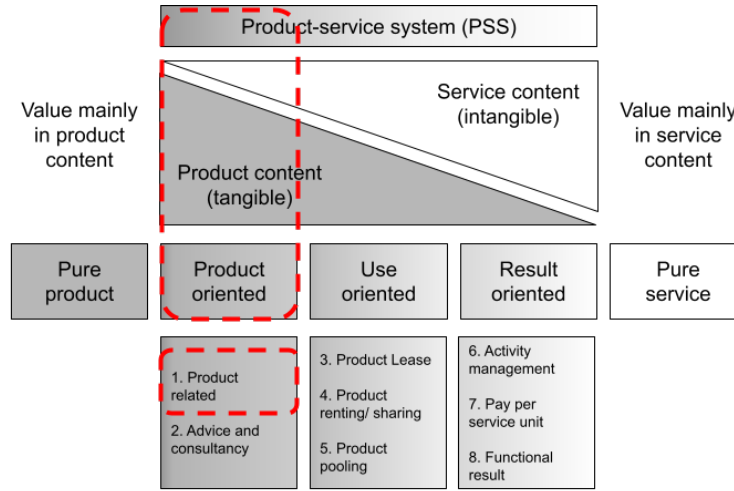 Product-service system (PSS)
Value mainly
in product
content
Service content
(intangible)
Value mainly
in service
content
Product content
(tangible)
Pure
product
Product
oriented
Use
oriented
Result
oriented
Pure
service
1. Product
related
2. Advice and
consultancy
3. Product Lease
4. Product
renting/ sharing
5. Product
pooling
6. Activity
management
7. Pay per
service unit
8. Functional
result